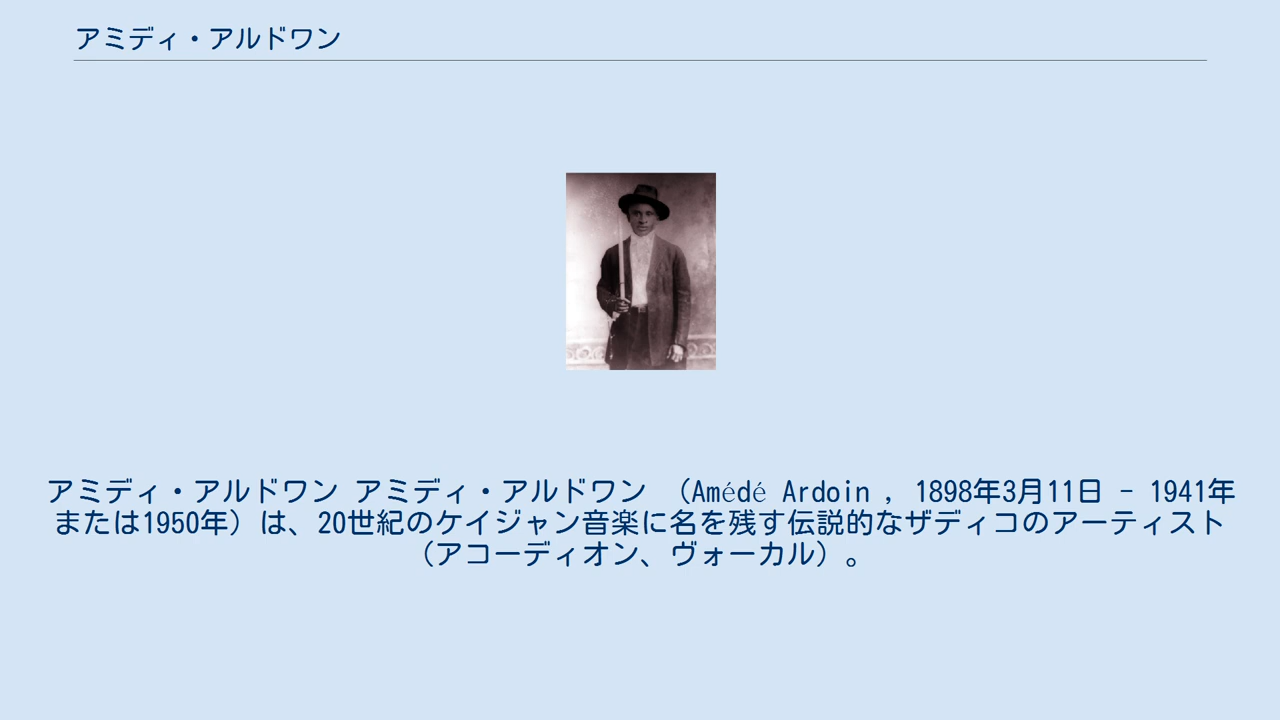 アミディ・アルドワン
アミディ・アルドワン アミディ・アルドワン （Amédé Ardoin , 1898年3月11日 - 1941年
または1950年）は、20世紀のケイジャン音楽に名を残す伝説的なザディコのアーティスト
（アコーディオン、ヴォーカル）。